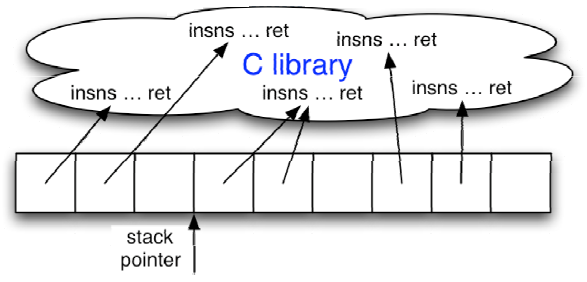 insns … ret
insns … ret
C library
insns … ret
insns … ret
insns … ret
stack
pointer